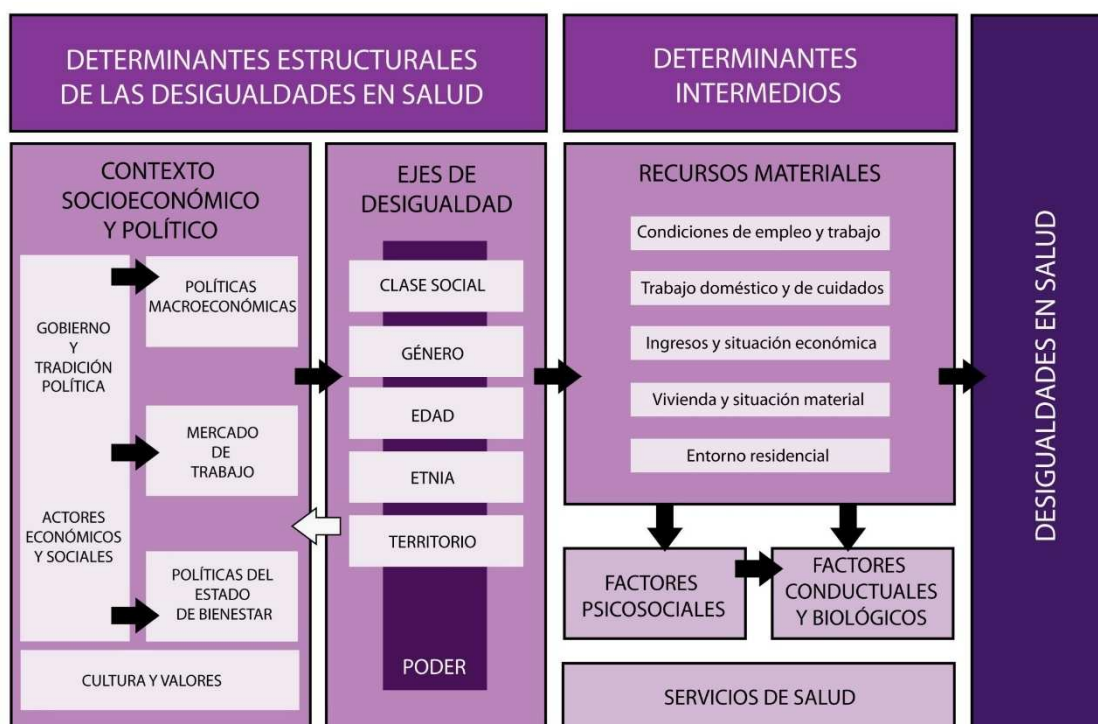 DETERMINANTES ESTRUCTURALES
DE LAS DESIGUALDADES EN SALUD
DETERMINANTES
INTERMEDIOS
CONTEXTO
SOCIOECONÓMICO
Y POLÍTICO
GOBIERNO
Y
TRADICIÓN
POLÍTICA
ACTORES
ECONÓMICOS
Y SOCIALES
POLÍTICAS
MACROECONÓMICAS
MERCADO
DE
TRABAJO
POLÍTICAS DEL
ESTADO
DE BIENESTAR
CULTURA Y VALORES
EJES DE
DESIGUALDAD
CLASE SOCIAL
GÉNERO
EDAD
ETNIA
TERRITORIO
PODER
RECURSOS MATERIALES
Condiciones de empleo y trabajo
Trabajo doméstico y de cuidados
Ingresos y situación económica
Vivienda y situación material
Entorno residencial
FACTORES
PSICOSOCIALES
FACTORES
CONDUCTUALES
Y BIOLÓGICOS
SERVICIOS DE SALUD
DESIGUALDADES EN SALUD